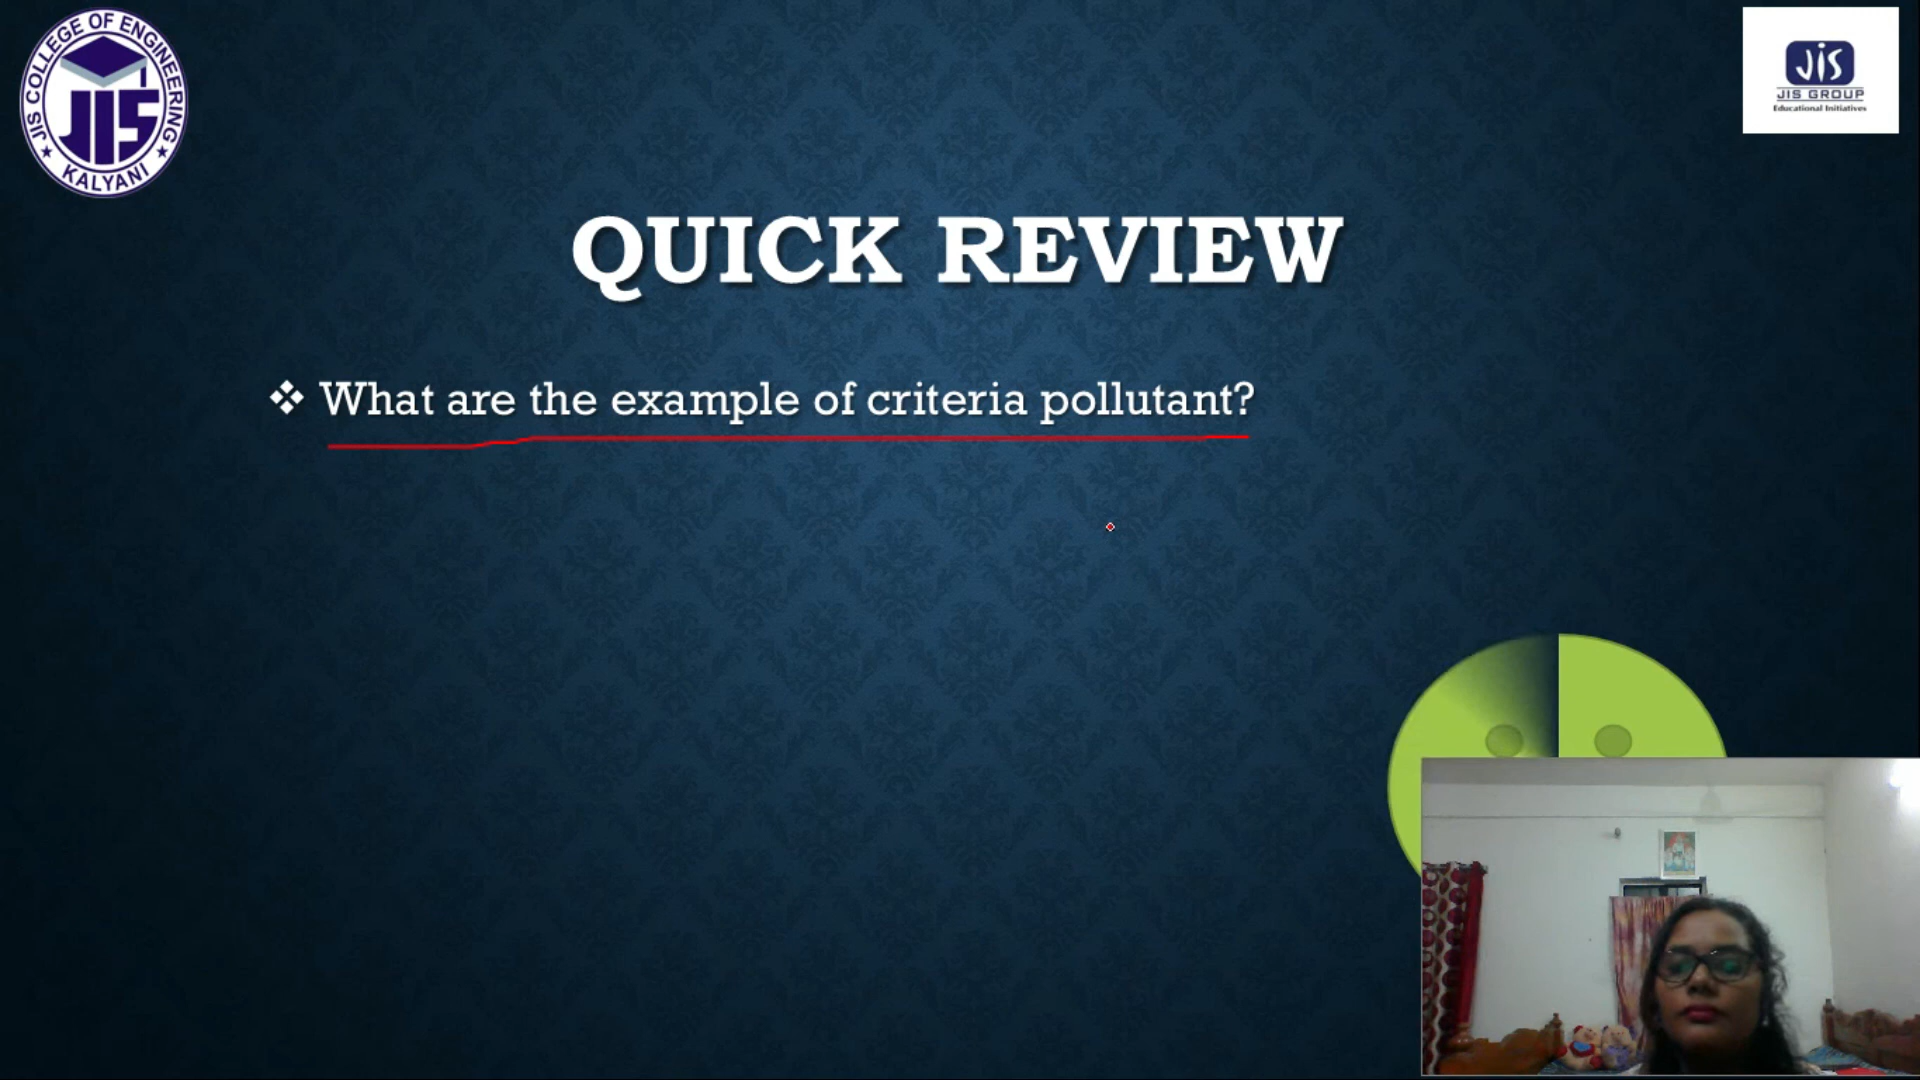 JIS COLLEGE OF ENGINEERING
JIS
★ KALYANI ★
JIS
JIS GROUP
Educational Initiatives
QUICK REVIEW
❖ What are the example of criteria pollutant?